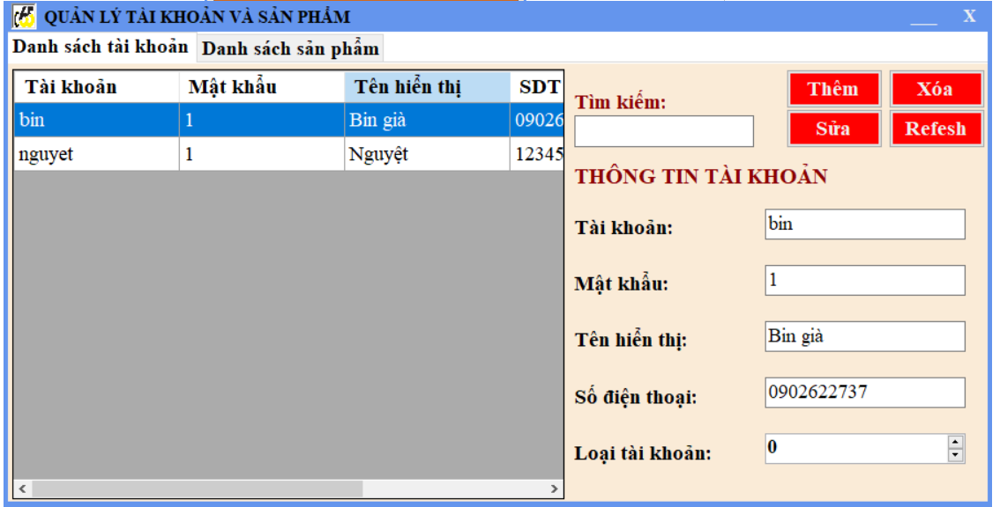 QUẢN LÝ TÀI KHOẢN VÀ SẢN PHẨM
X
Danh sách tài khoản Danh sách sản phẩm
Tài khoản Mật khẩu Tên hiển thị SDT
bin 1 Bin già 09026
nguyet 1 Nguyệt 12345
Tìm kiếm:
Thêm Xóa
Sửa Refesh
THÔNG TIN TÀI KHOẢN
Tài khoản: bin
Mật khẩu: 1
Tên hiển thị: Bin già
Số điện thoại: 0902622737
Loại tài khoản: 0